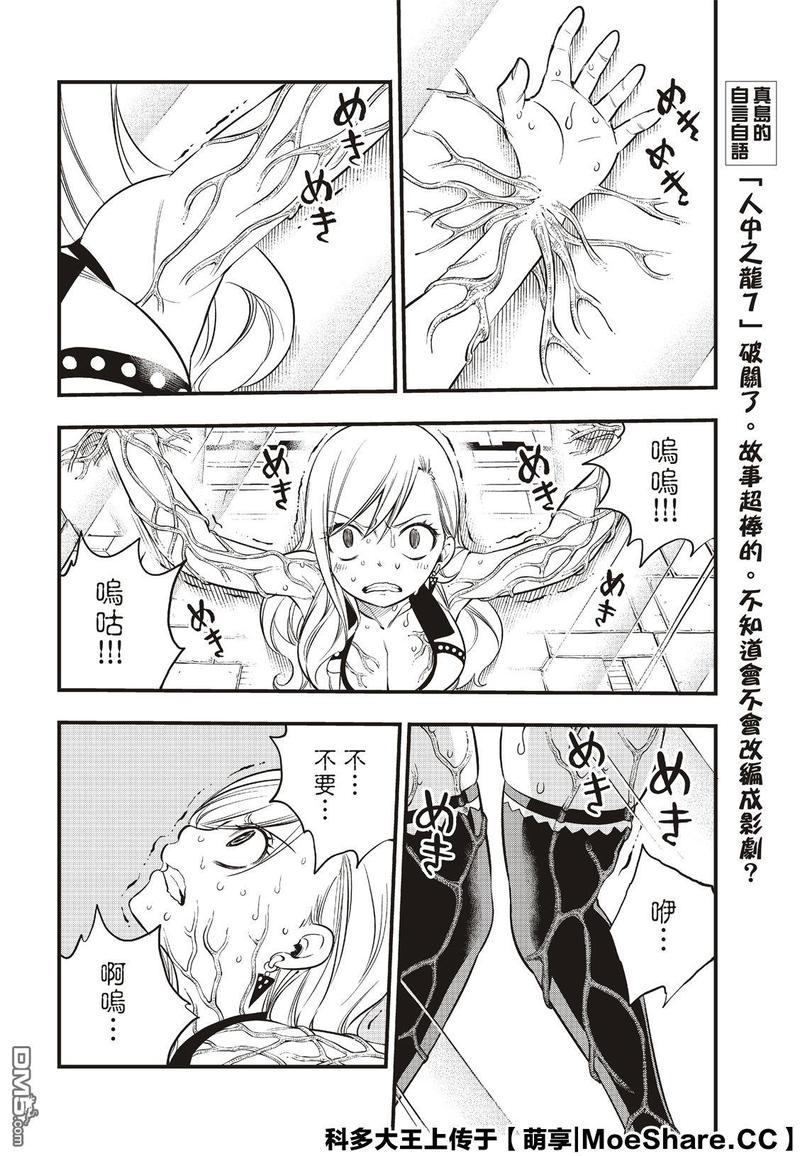 真島的
自言自語
「人中之龍7」破關了。故事超棒的。不知道會不會改編成影劇？
めき
めき
めき
めき
嗚嗚!!!
めき
めき
めき
めき
嗚咕!!!
めき
めき
めき
咿…
不…
不要…
啊嗚…
DM5.com
科多大王上传于【萌享|MoeShare.CC】